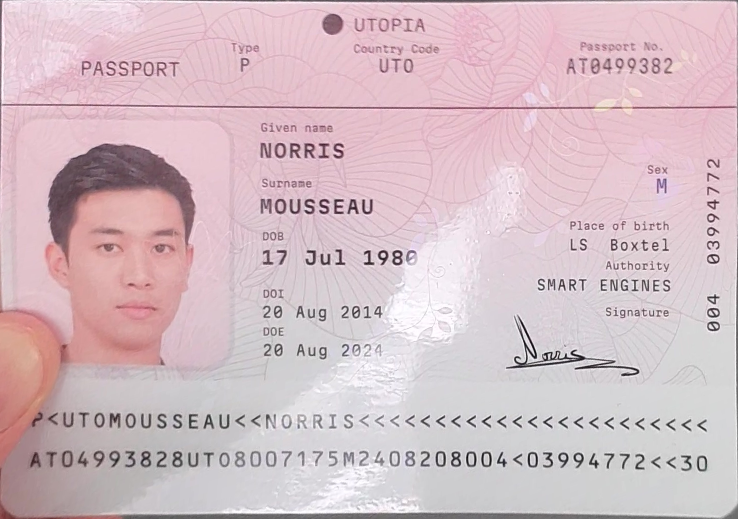 UTOPIA
PASSPORT
Type
P
Country Code
UTO
Passport No.
AT0499382
Given name
NORRIS
Surname
MOUSSEAU
DOB
17 Jul 1980
DOI
20 Aug 2014
DOE
20 Aug 2024
Sex
M
Place of birth
LS Boxtel
Authority
SMART ENGINES
Signature
Norris
004 03994772
P<UTOMOUSSEAU<<NORRIS<<<<<<<<<<<<<<<<<<<<<<<
AT04993828UTO8007175M2408208004<03994772<<30